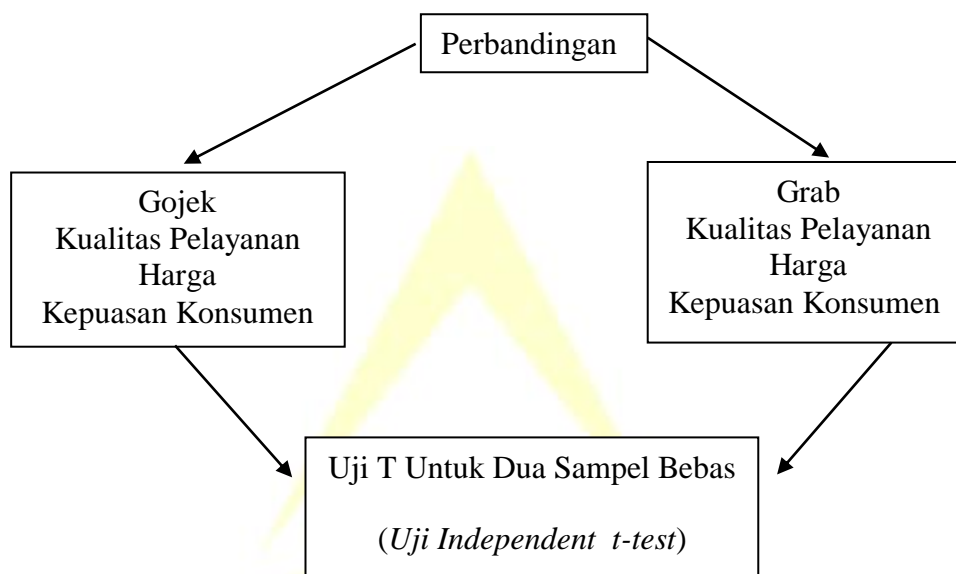 Perbandingan
Gojek
Kualitas Pelayanan
Harga
Kepuasan Konsumen
Grab
Kualitas Pelayanan
Harga
Kepuasan Konsumen
Uji T Untuk Dua Sampel Bebas
(Uji Independent t-test)